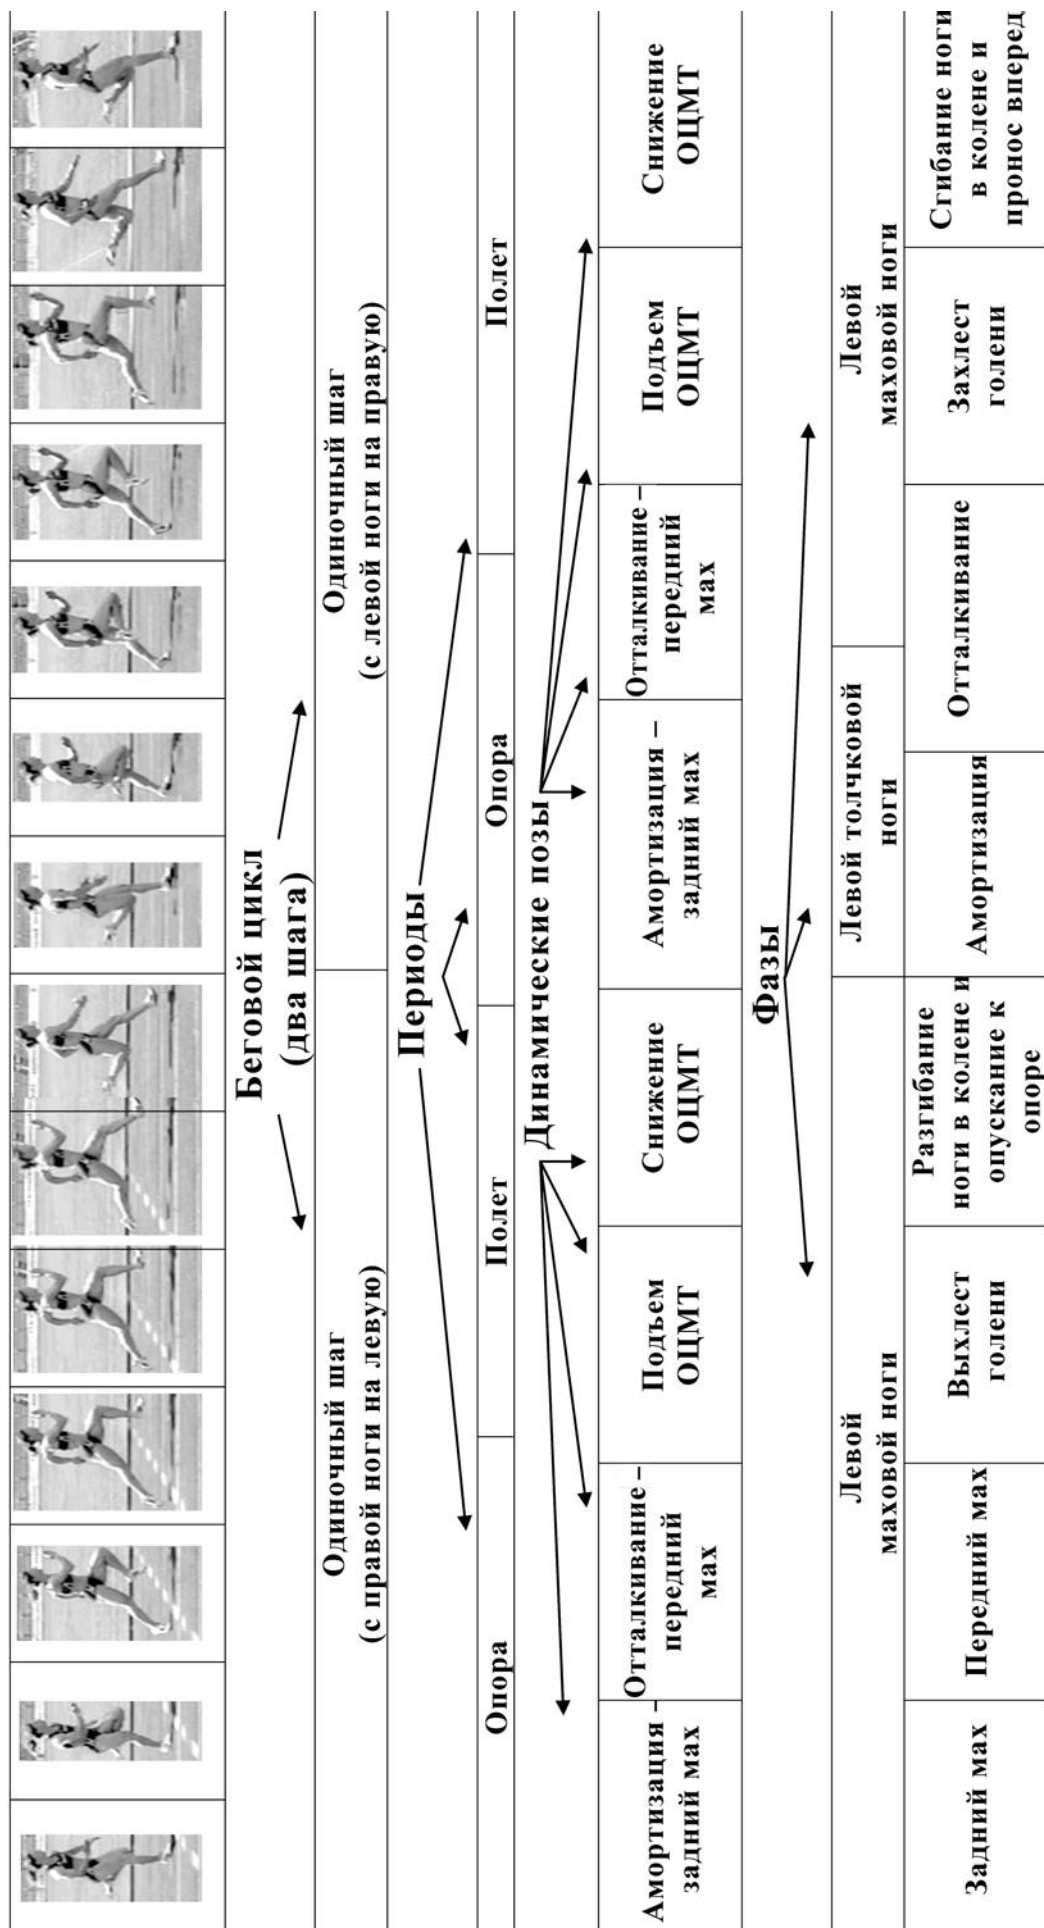 Беговой цикл
(два шага)
Одиночный шаг
(с правой ноги на левую)
Одиночный шаг
(с левой ноги на правую)
Периоды
Опора
Полет
Опора
Полет
Динамические позы
Амортизация –
задний мах
Отталкивание–
передний
мах
Подъем
ОЦМТ
Снижение
ОЦМТ
Амортизация –
задний мах
Отталкивание–
передний
мах
Подъем
ОЦМТ
Снижение
ОЦМТ
Фазы
Левой
маховой ноги
Левой толчковой
ноги
Левой
маховой ноги
Задний мах
Передний мах
Выхлест
голени
Разгибание
ноги в колене и
опускание к
опоре
Амортизация
Отталкивание
Захлест
голени
Сгибание ноги
в колене и
пронос вперед